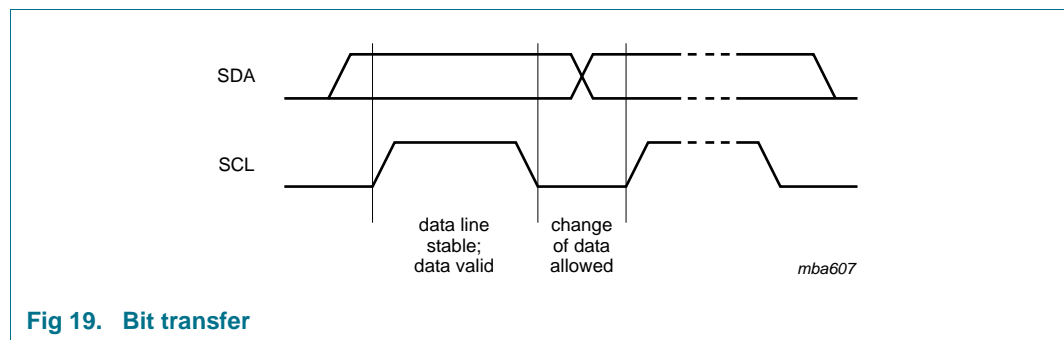 SDA
SCL
data line
stable;
data valid
change
of data
allowed
mba607
Fig 19. Bit transfer